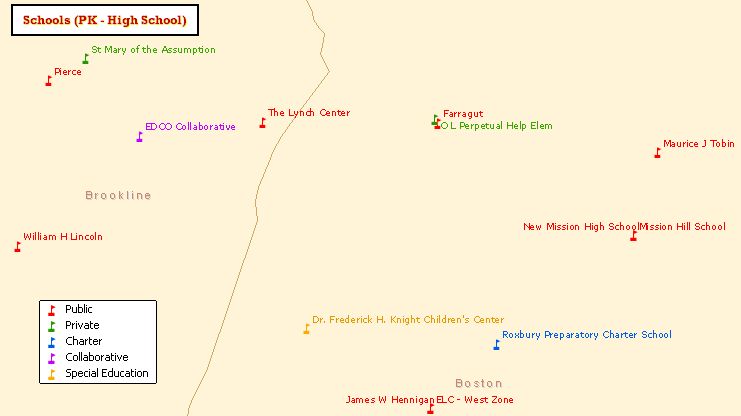 Schools (PK - High School)
St Mary of the Assumption
Pierce
The Lynch Center
Farragut
EDCO Collaborative
O L Perpetual Help Elem
Maurice J Tobin
Brookline
New Mission High School
Mission Hill School
William H Lincoln
Public
Private
Charter
Collaborative
Special Education
Dr. Frederick H. Knight Children's Center
Roxbury Preparatory Charter School
Boston
James W Hennigan
ELC - West Zone